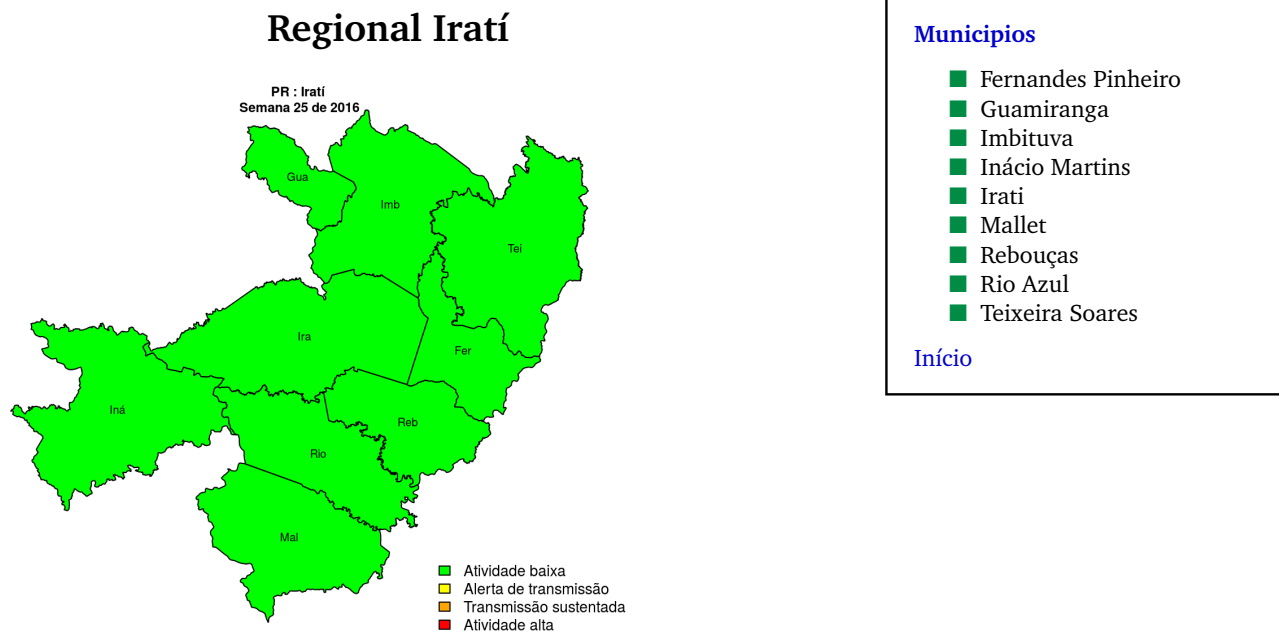 Regional Iratí
PR : Iratí
Semana 25 de 2016
Gua
Imb
Tei
Ira
Fer
Iná
Reb
Rio
Mal
Atividade baixa
Alerta de transmissão
Transmissão sustentada
Atividade alta
Municipios
Fernandes Pinheiro
Guamiranga
Imbituva
Inácio Martins
Irati
Mallet
Rebouças
Rio Azul
Teixeira Soares
Início